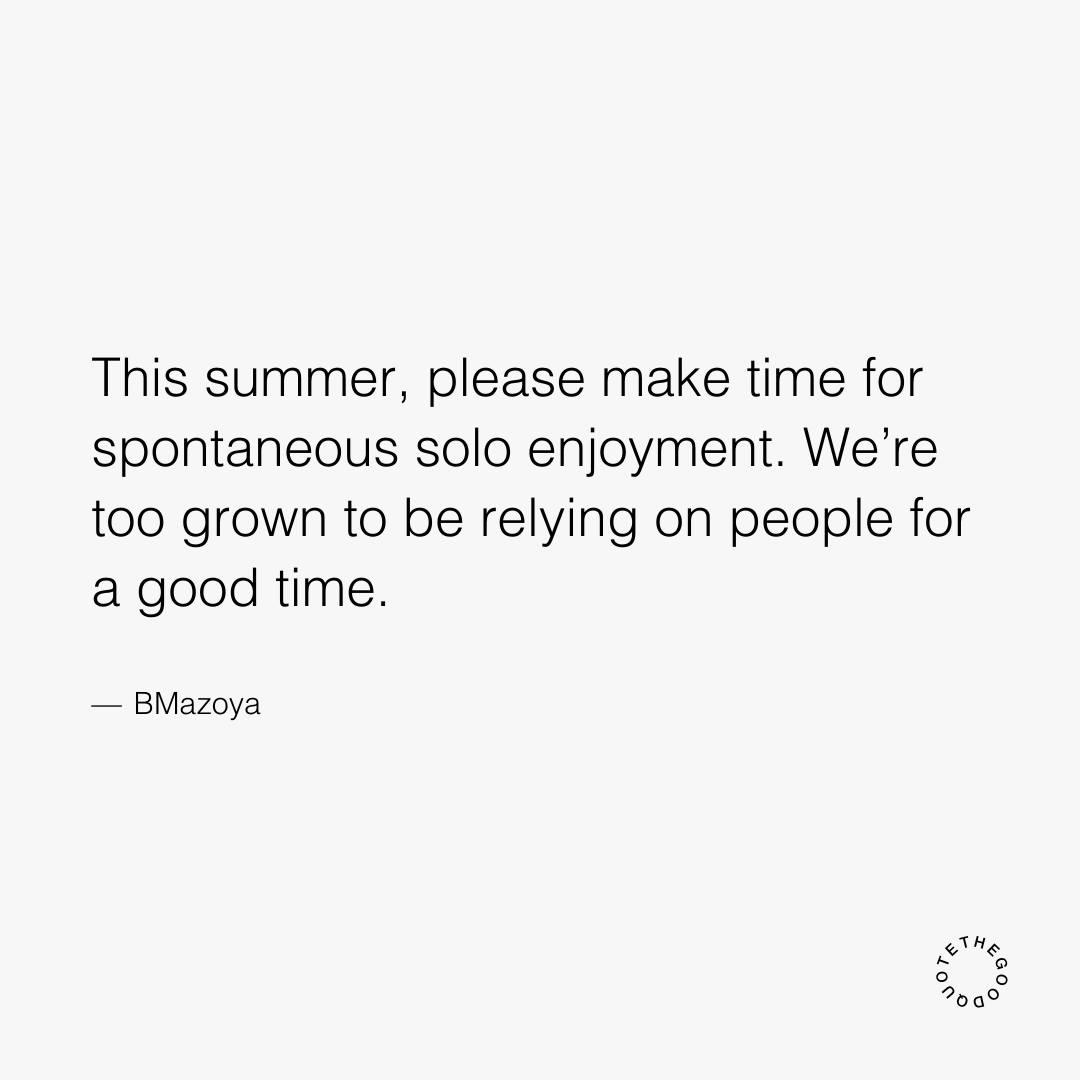 This summer, please make time for
spontaneous solo enjoyment. We’re
too grown to be relying on people for
a good time.
— BMazoya
THEGOODQUOTE